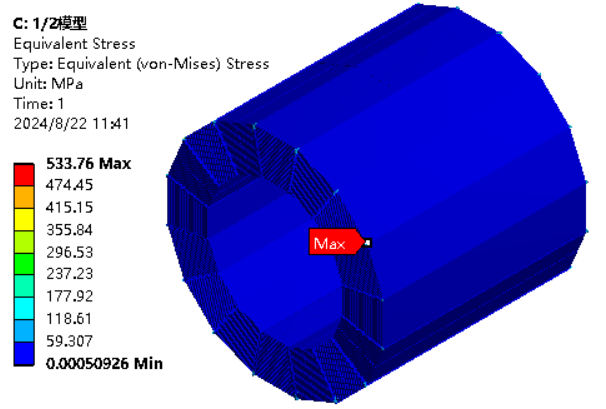 C: 1/2模型
Equivalent Stress
Type: Equivalent (von-Mises) Stress
Unit: MPa
Time: 1
2024/8/22 11:41
533.76 Max
474.45
415.15
355.84
296.53
237.23
177.92
118.61
59.307
0.00050926 Min
Max